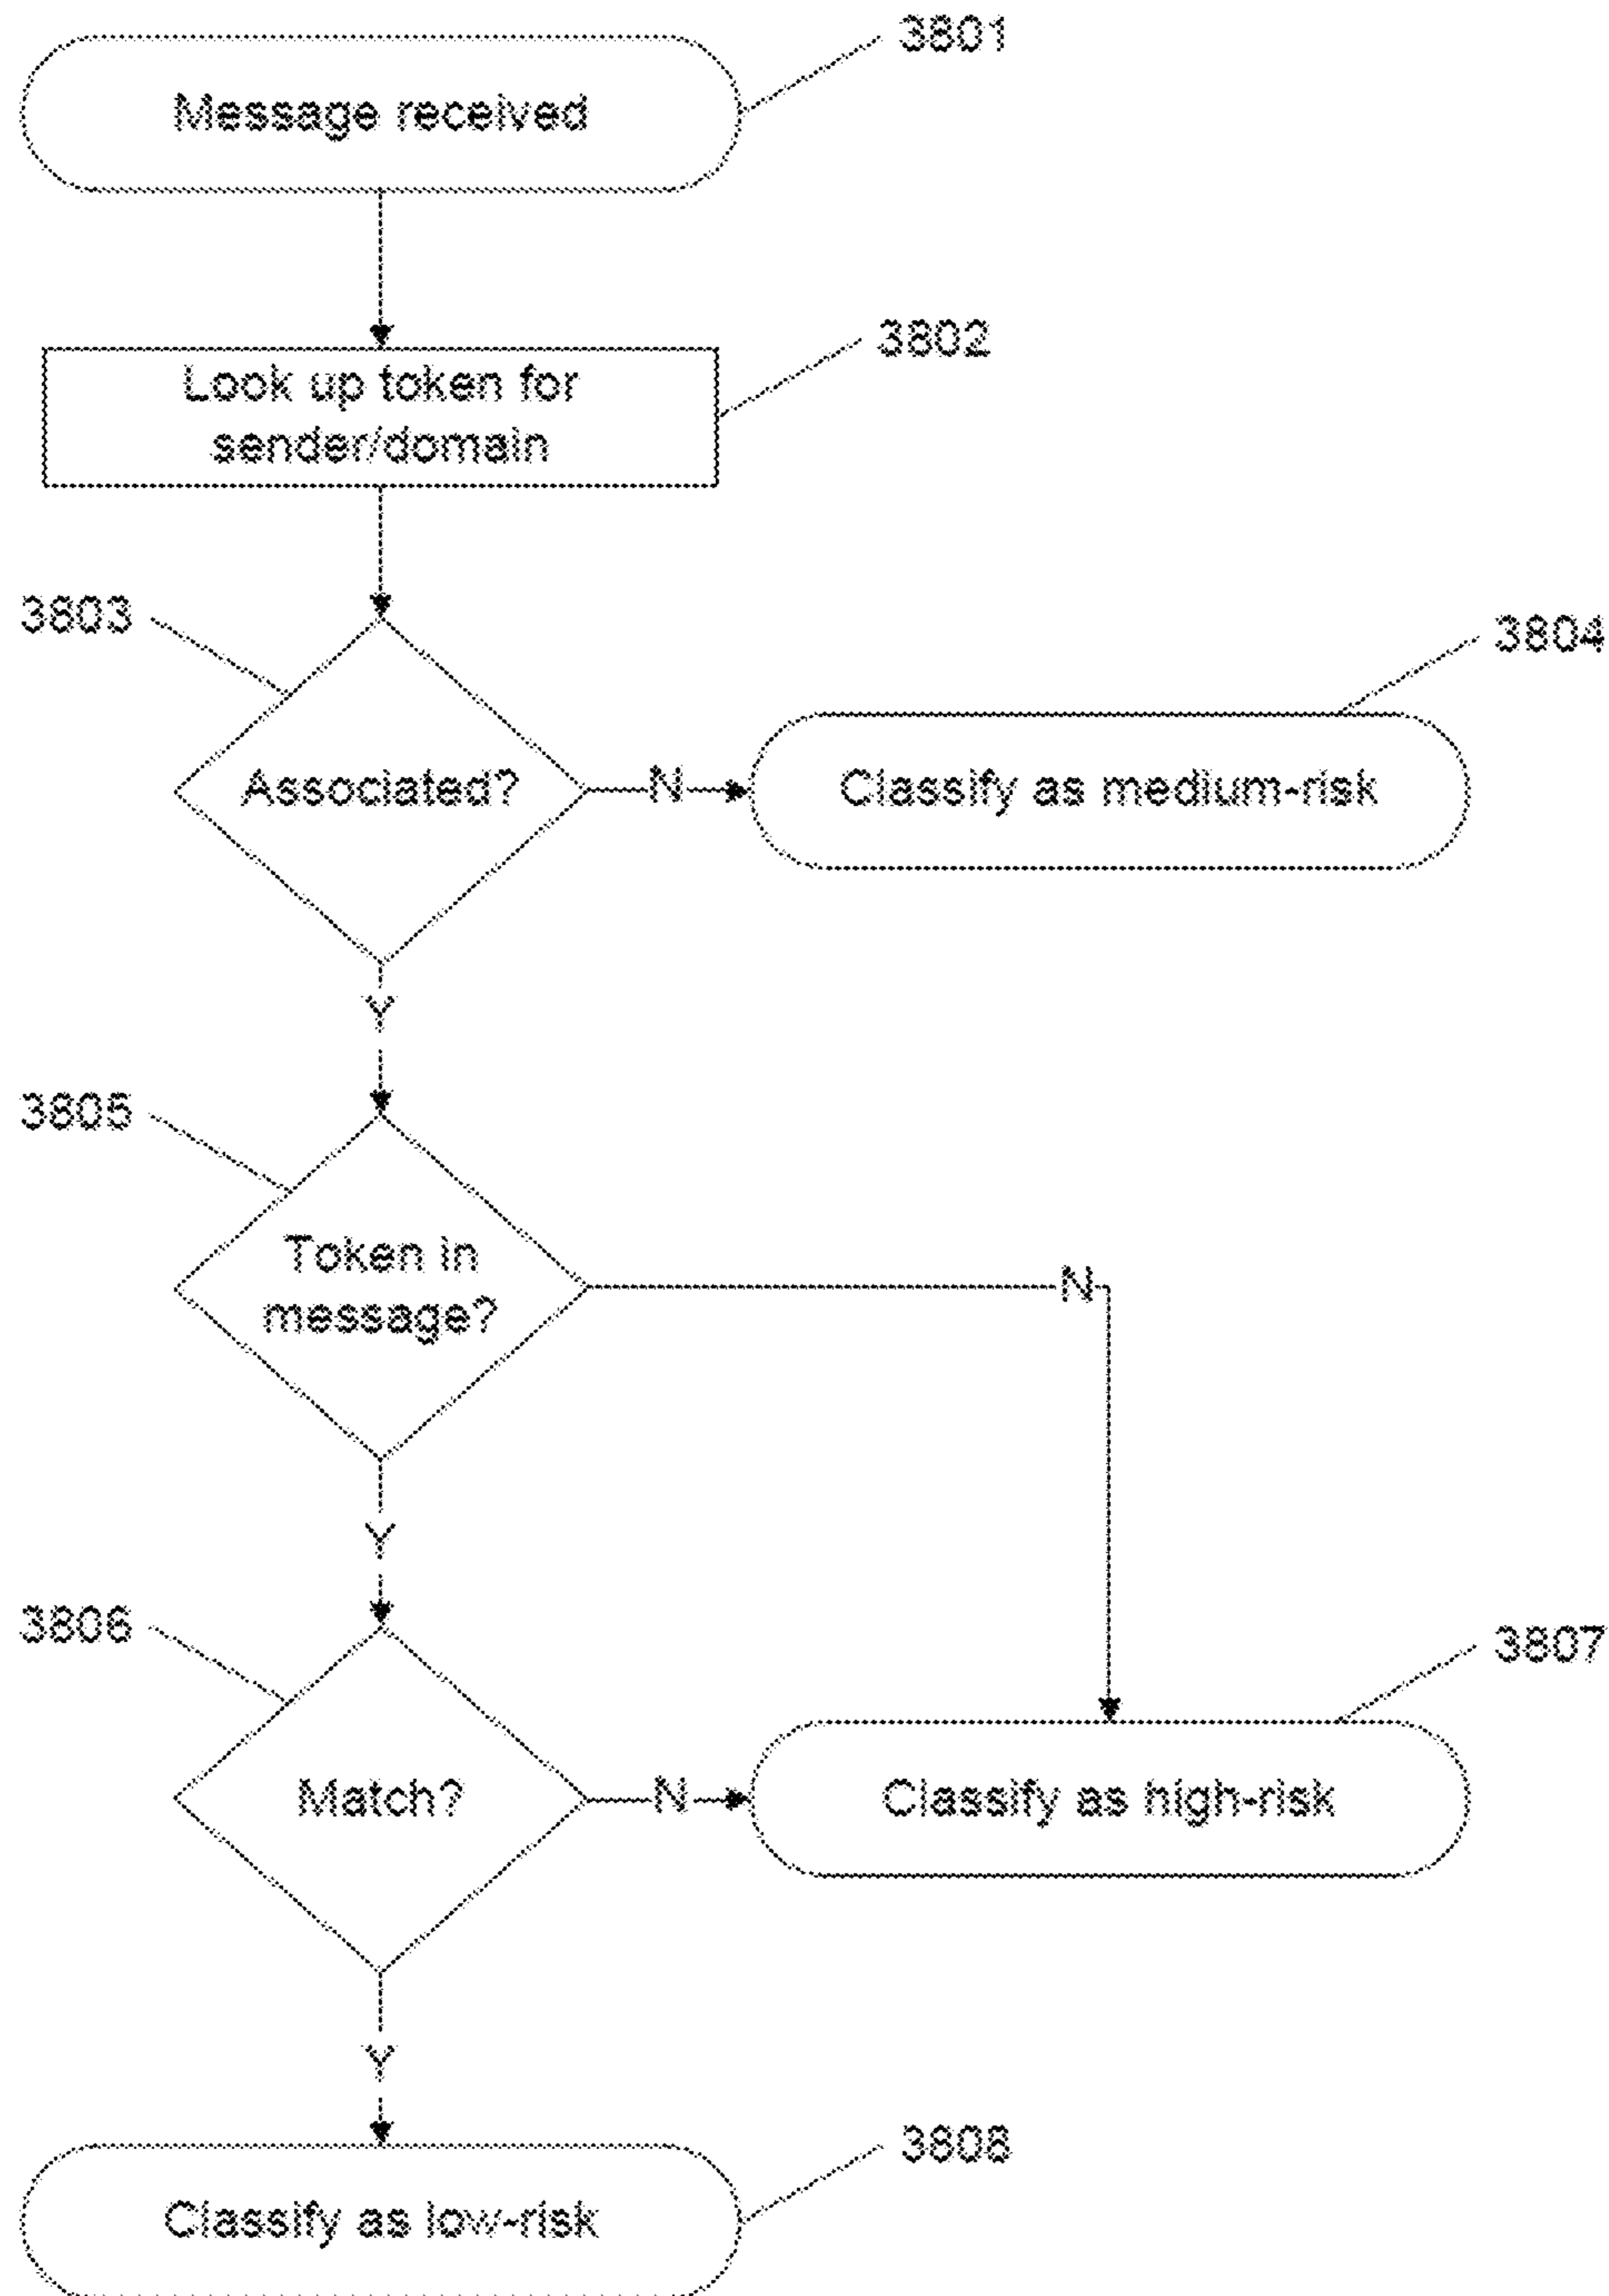 3801
Message received
3802
Look up token for
sender/domain
3803
3804
Associated?
N
Classify as medium-risk
Y
3805
Token in
message?
N
Y
3806
3807
Match?
N
Classify as high-risk
Y
3808
Classify as low-risk